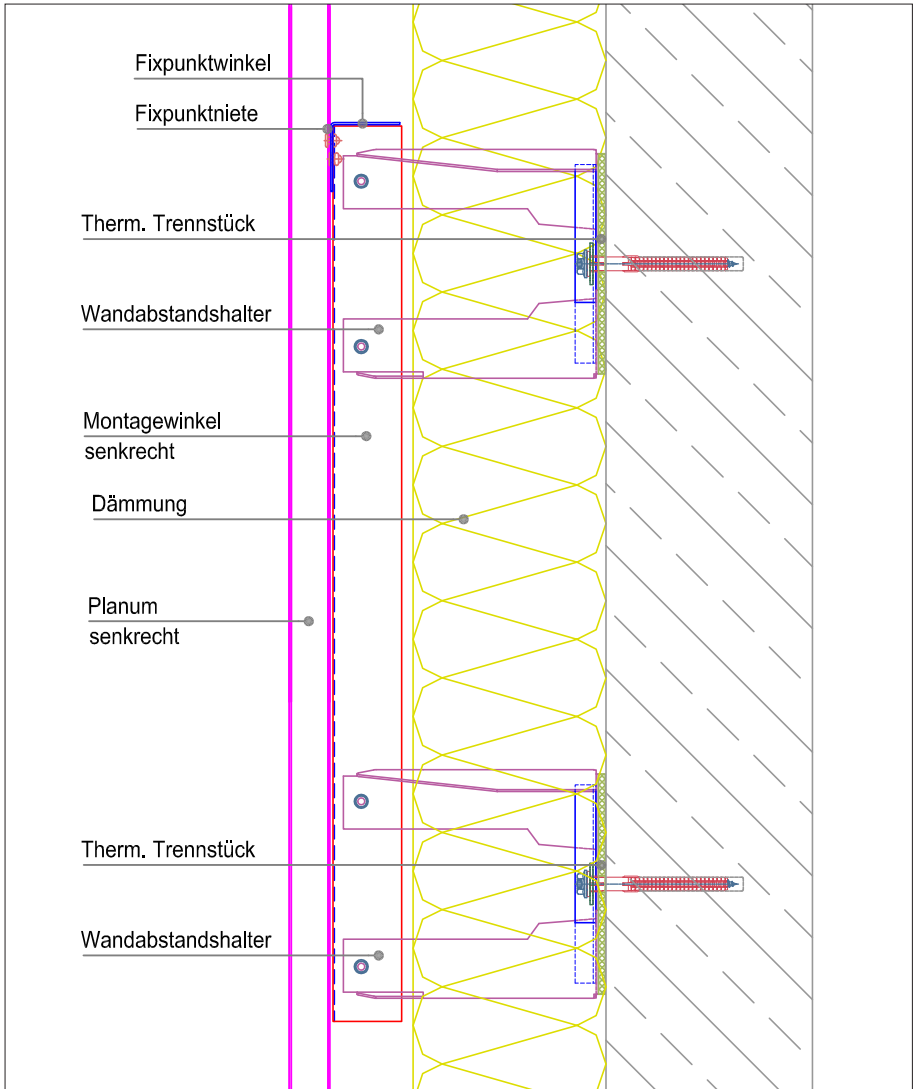 Fixpunktwinkel
Fixpunktniete
Therm. Trennstück
Wandabstandshalter
Montagewinkel
senkrecht
Dämmung
Planum
senkrecht
Therm. Trennstück
Wandabstandshalter